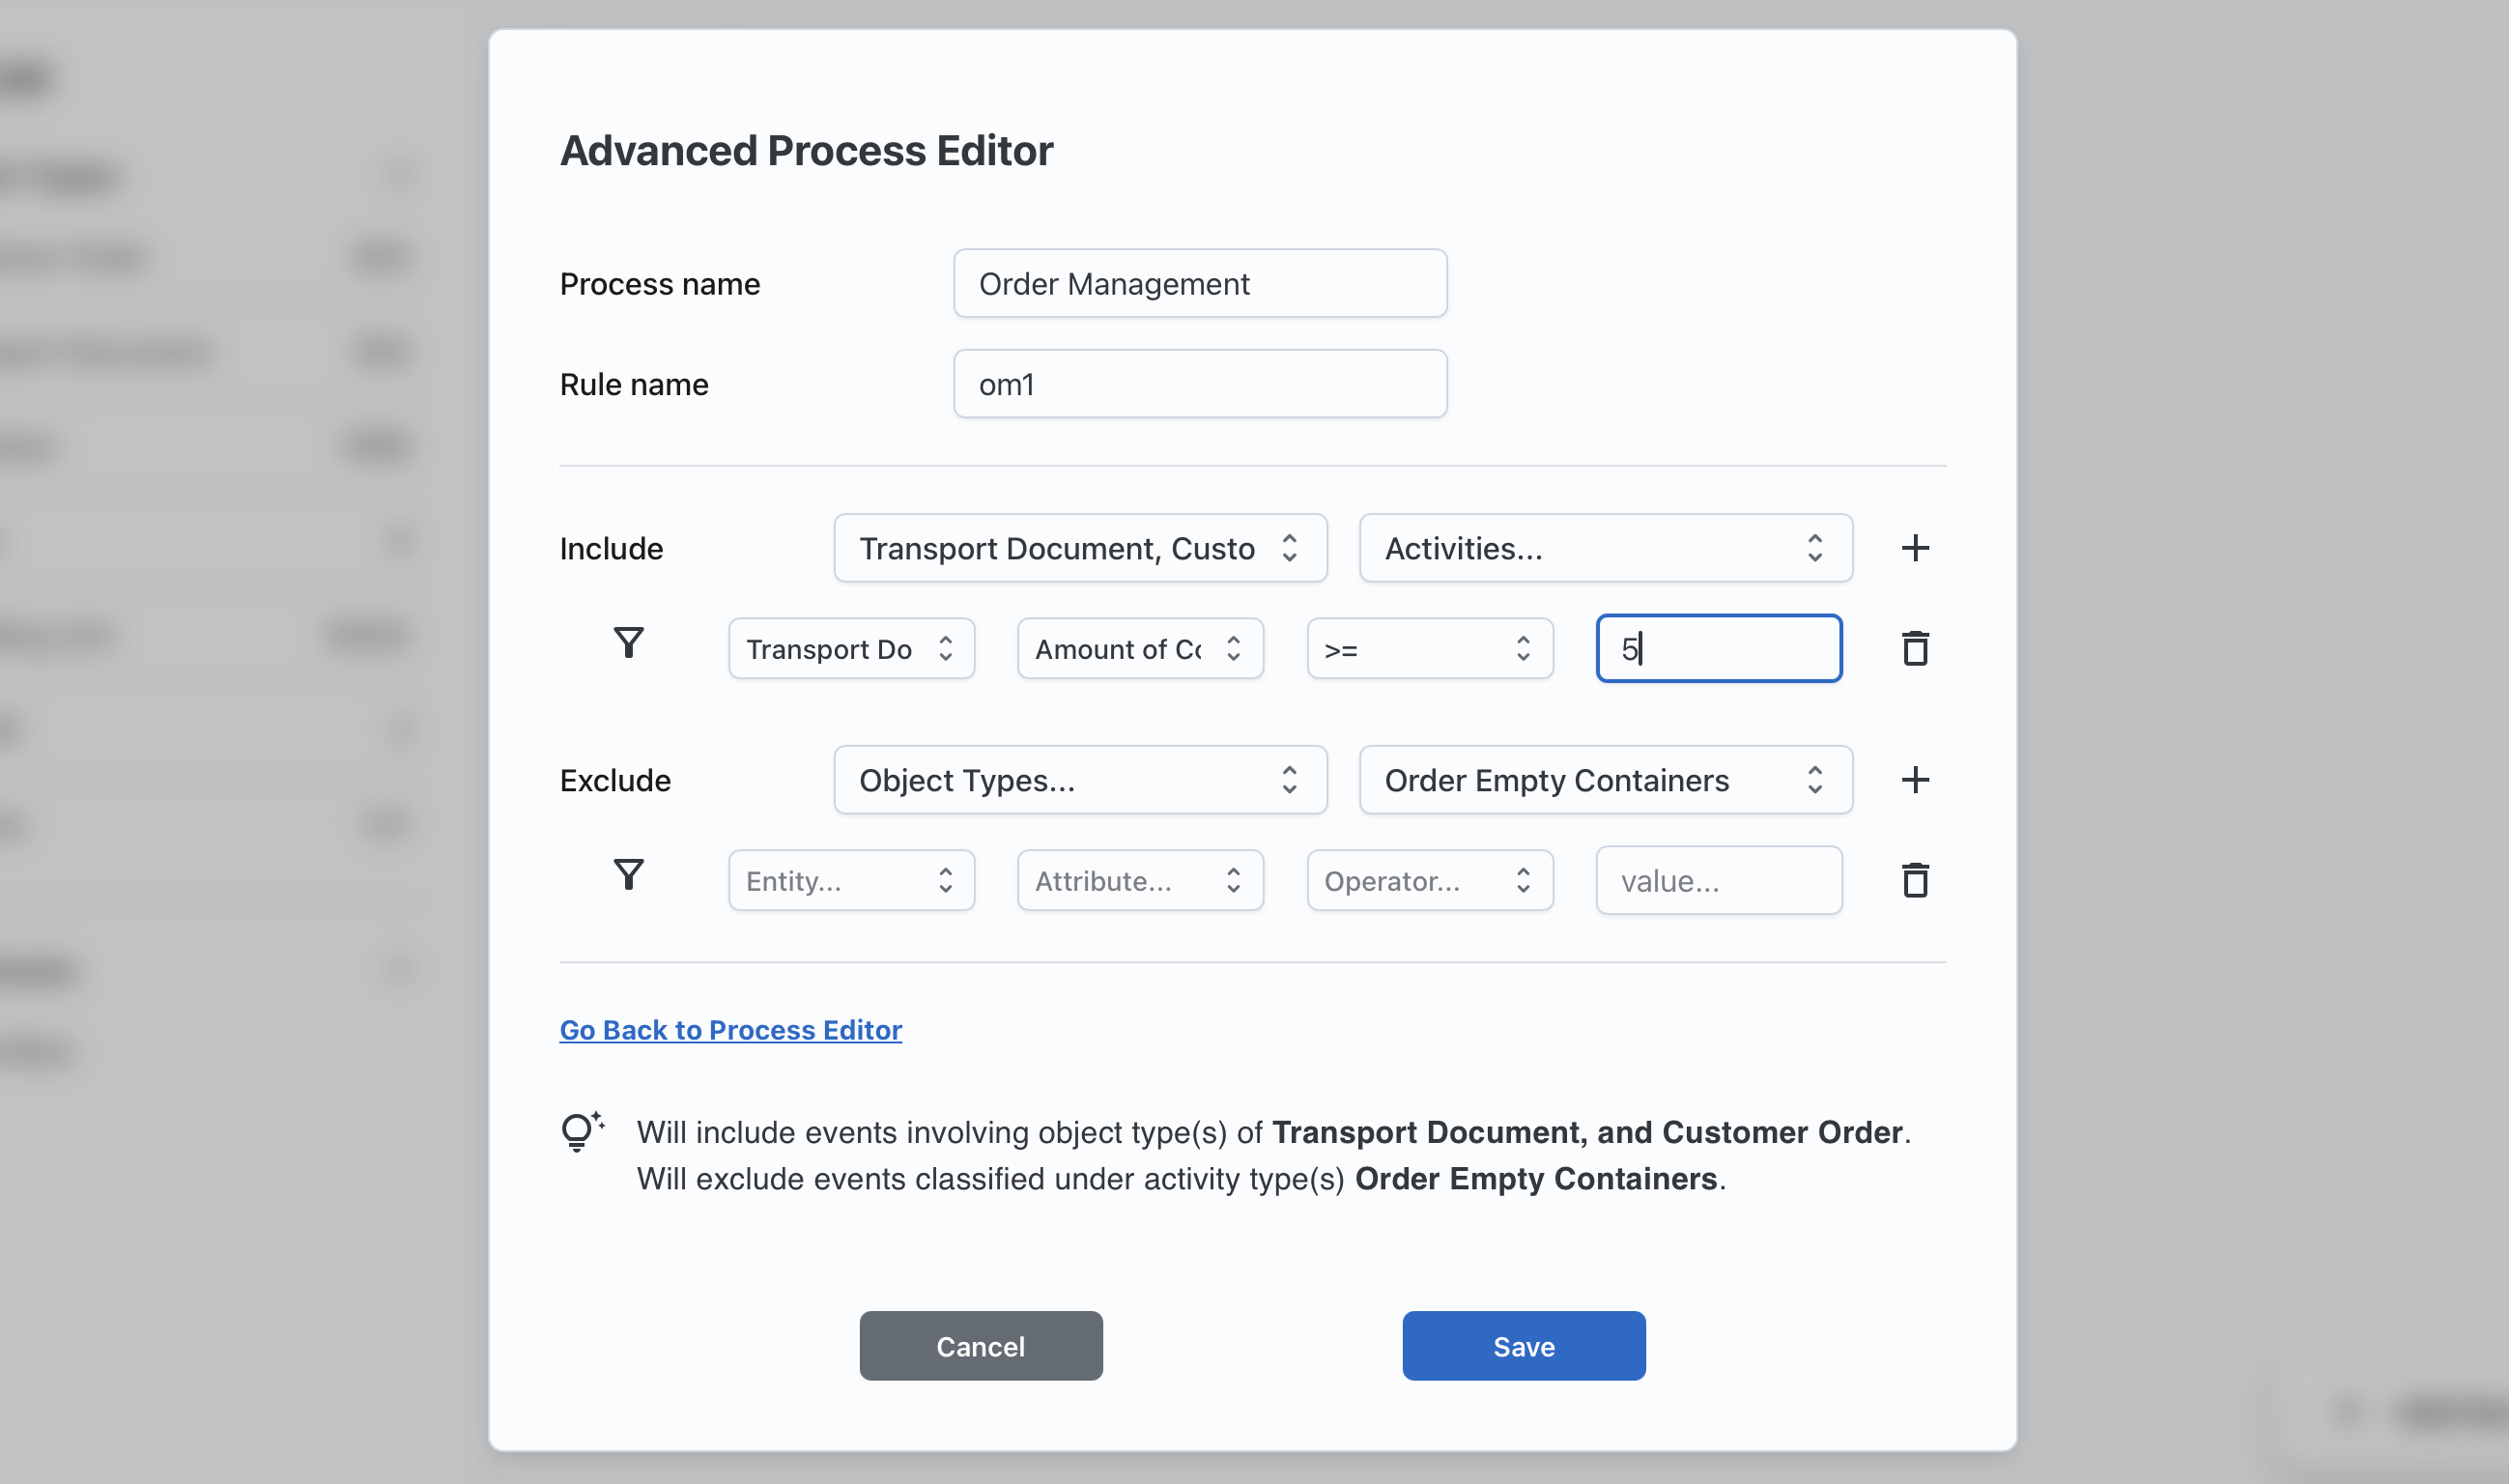 Advanced Process Editor
Process name Order Management
Rule name om1
Include Transport Document, Custo Activities...
Transport Do Amount of Co >= 5
Exclude Object Types... Order Empty Containers
Entity... Attribute... Operator... value...
Go Back to Process Editor
Will include events involving object type(s) of Transport Document, and Customer Order.
Will exclude events classified under activity type(s) Order Empty Containers.
Cancel Save